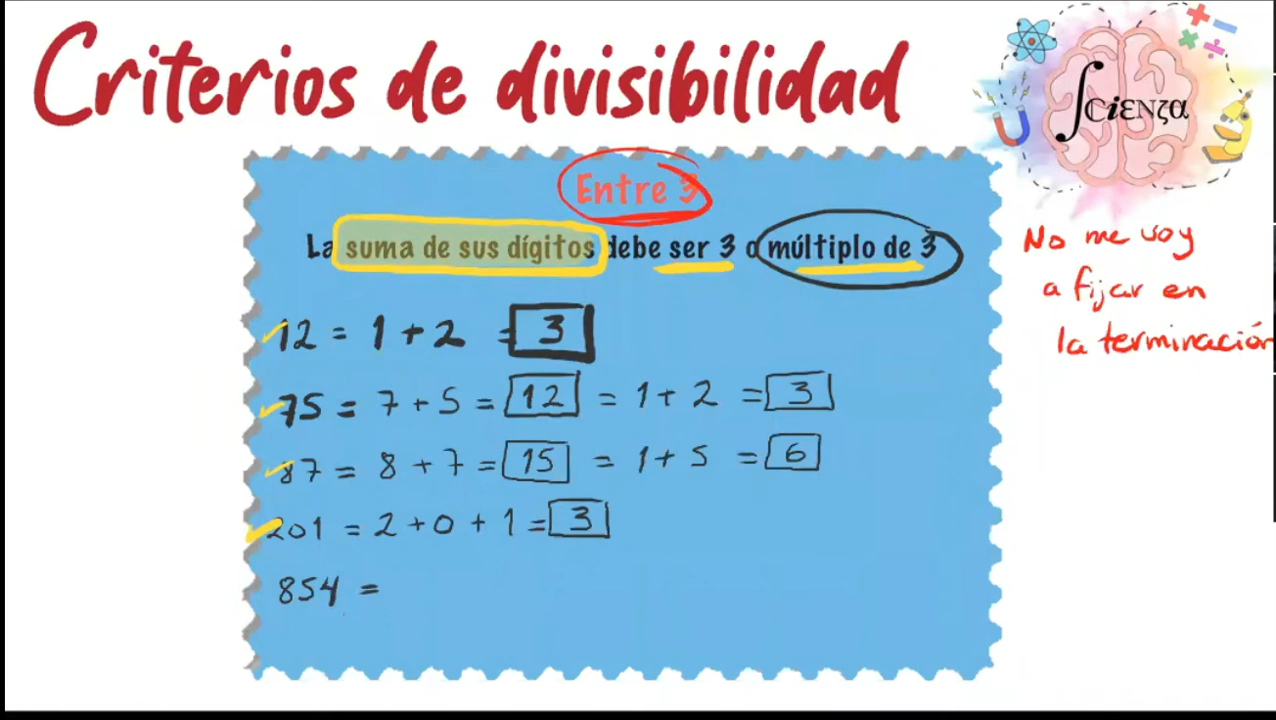 Criterios de divisibilidad
∫CiENζα
Entre 3
La suma de sus dígitos debe ser 3 o múltiplo de 3
No me voy
a fijar en
la terminación
12 = 1 + 2 = 3
75 = 7 + 5 = 12 = 1 + 2 = 3
87 = 8 + 7 = 15 = 1 + 5 = 6
201 = 2 + 0 + 1 = 3
854 =